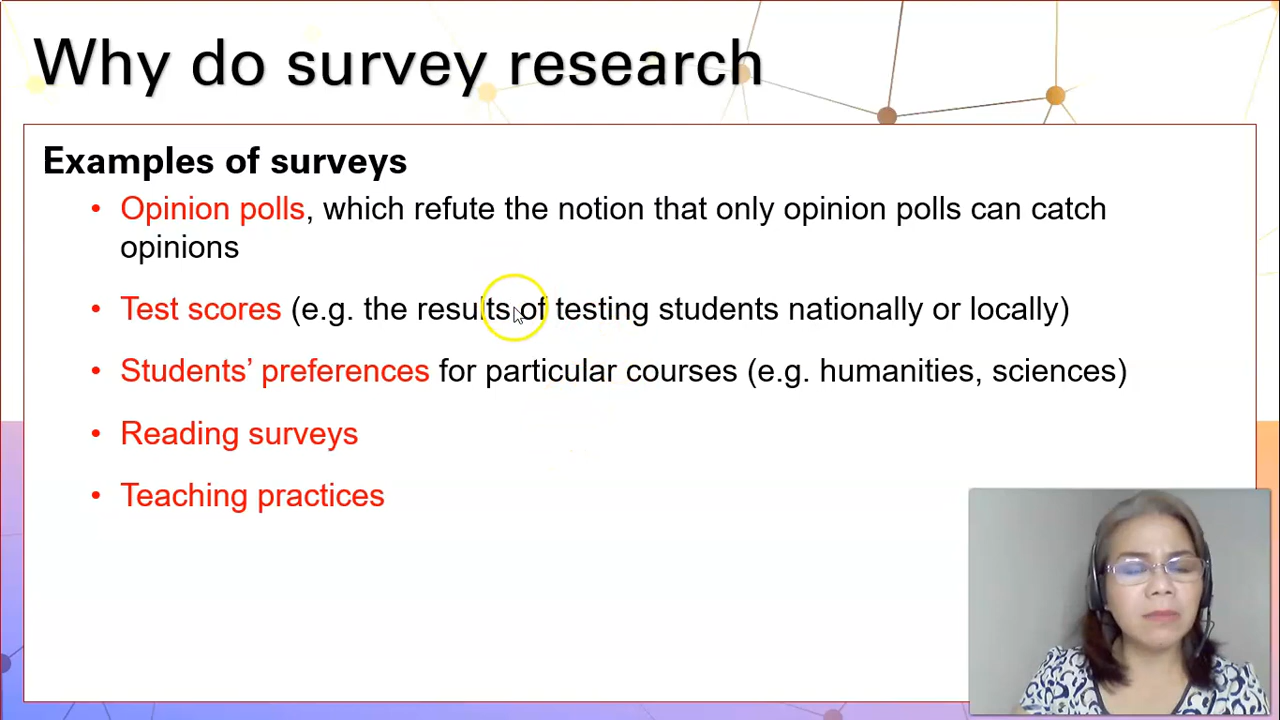 Why do survey research
Examples of surveys
• Opinion polls, which refute the notion that only opinion polls can catch
opinions
• Test scores (e.g. the results of testing students nationally or locally)
• Students’ preferences for particular courses (e.g. humanities, sciences)
• Reading surveys
• Teaching practices